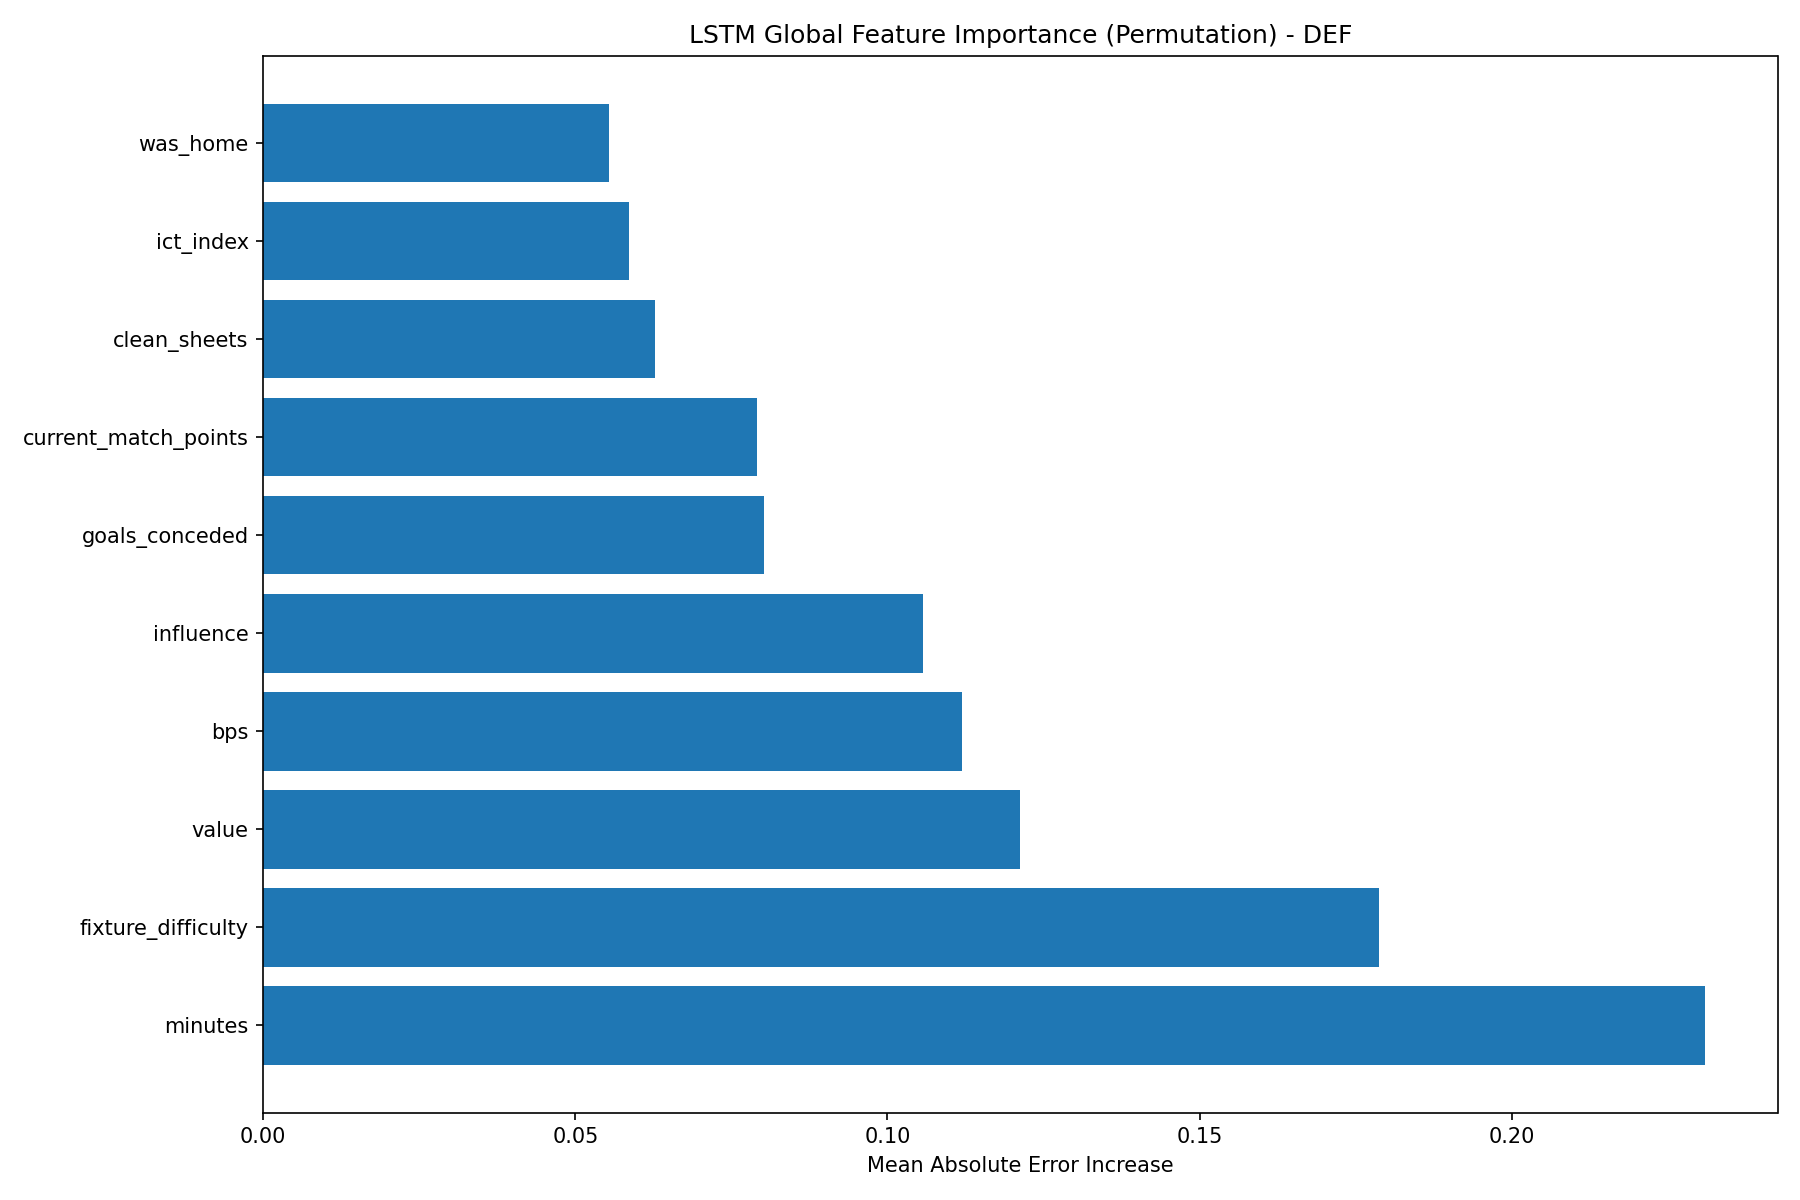 LSTM Global Feature Importance (Permutation) - DEF
was_home
ict_index
clean_sheets
current_match_points
goals_conceded
influence
bps
value
fixture_difficulty
minutes
0.00 0.05 0.10 0.15 0.20
Mean Absolute Error Increase